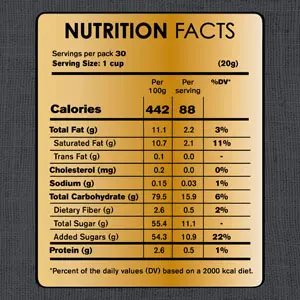 NUTRITION FACTS
Servings per pack 30
Serving Size: 1 cup (20g)
Per 100g Per serving %DV*
Calories 442 88
Total Fat (g) 11.1 2.2 3%
Saturated Fat (g) 10.7 2.1 11%
Trans Fat (g) 0.1 0.0 -
Cholesterol (mg) 0.2 0.0 0%
Sodium (g) 0.15 0.03 1%
Total Carbohydrate (g) 79.5 15.9 6%
Dietary Fiber (g) 2.6 0.5 2%
Total Sugar (g) 55.4 11.1 -
Added Sugars (g) 54.3 10.9 22%
Protein (g) 2.6 0.5 1%
*Percent of the daily values (DV) based on a 2000 kcal diet.